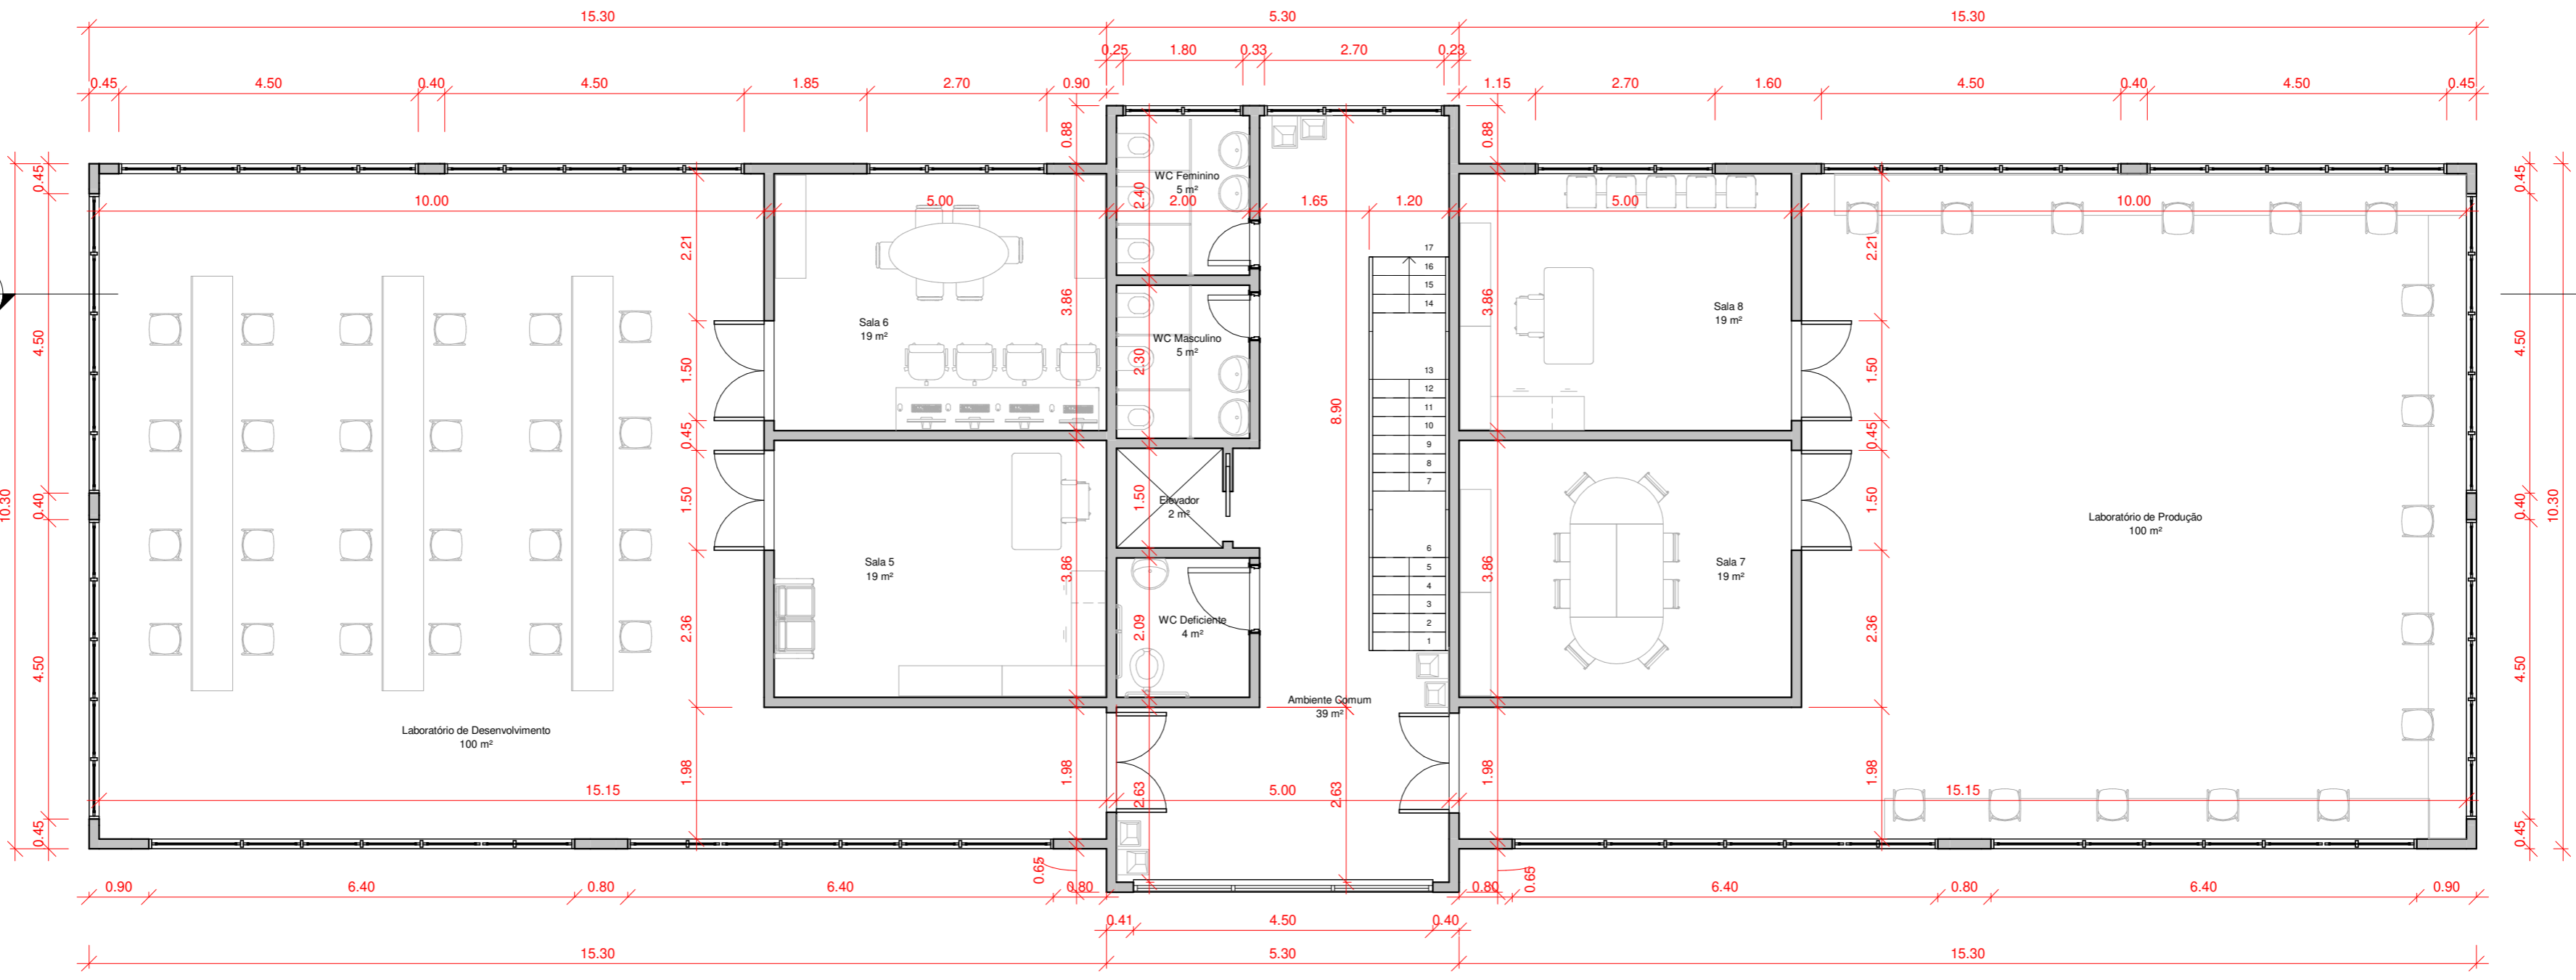 15.30 5.30 15.30
0.25 1.80 0.33 2.70 0.23
0.45 4.50 0.40 4.50 1.85 2.70 0.90 1.15 2.70 1.60 4.50 0.40 4.50 0.45
0.88 0.88
0.45 0.45
WC Feminino
5 m²
2.40
10.00 5.00 2.00 1.65 1.20 5.00 10.00
2.21 2.21
17
16
15
14
3.86 3.86
Sala 6
19 m²
Sala 8
19 m²
WC Masculino
5 m²
2.30
4.50 4.50
1.50 1.50
13
12
11
10
9
8
7
8.90
0.45 0.45
10.30 0.40 0.40 10.30
1.50 1.50 1.50
Elevador
2 m²
Laboratório de Produção
100 m²
6
5
4
3
2
1
Sala 5
19 m²
3.86 3.86
Sala 7
19 m²
WC Deficiente
4 m²
2.09
2.36 2.36
4.50 4.50
Ambiente Comum
39 m²
Laboratório de Desenvolvimento
100 m²
1.98 1.98 1.98 1.98
2.63 2.63
15.15 5.00 15.15
0.45 0.45
0.65 0.65
0.90 6.40 0.80 6.40 0.80 0.80 6.40 0.80 6.40 0.90
0.41 4.50 0.40
15.30 5.30 15.30